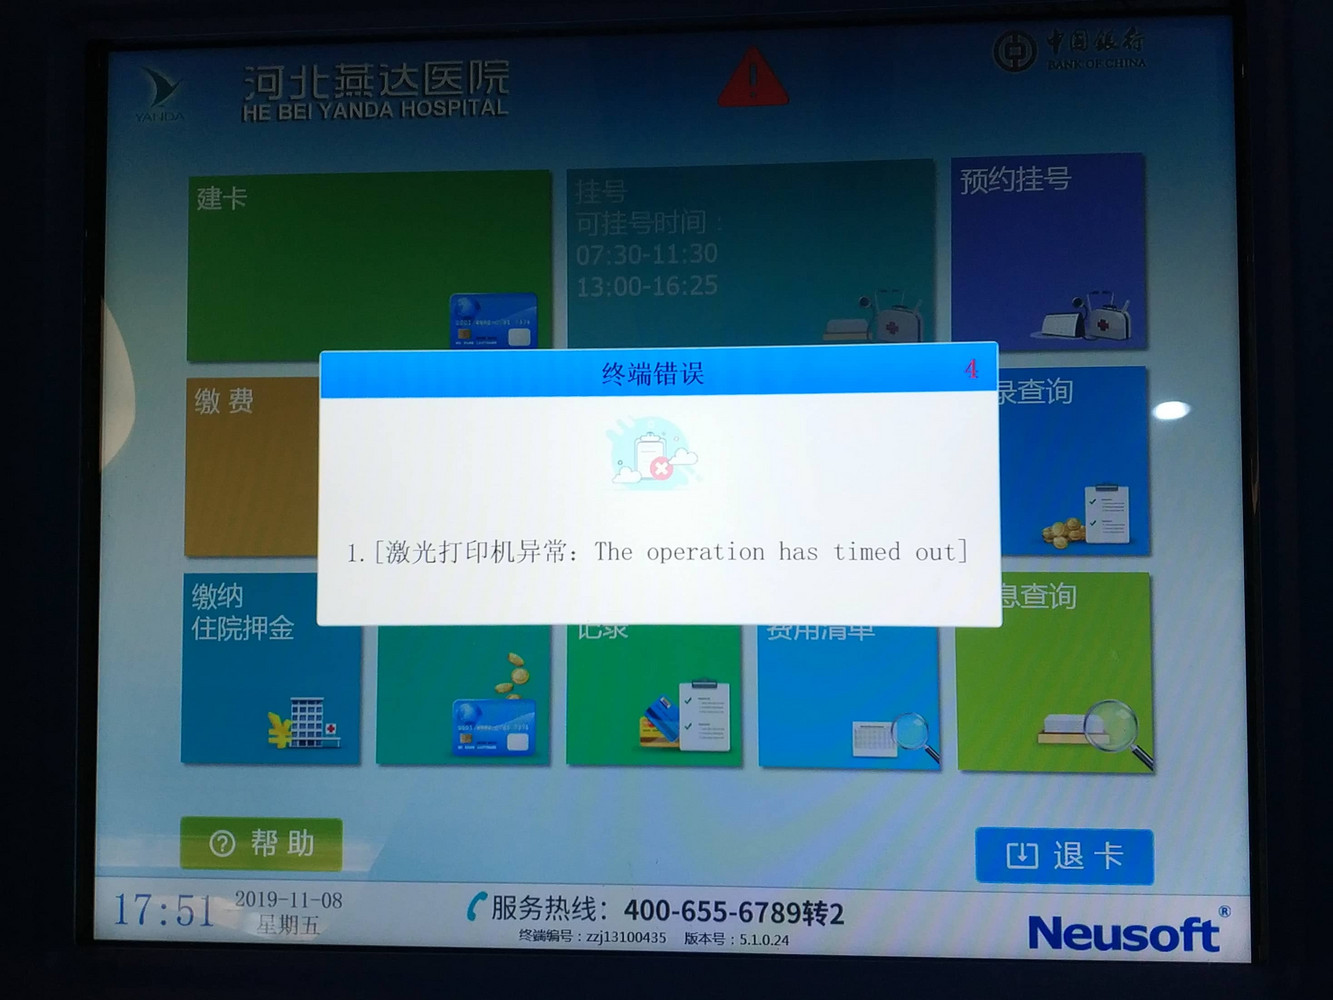 河北燕达医院
HE BEI YANDA HOSPITAL
YANDA
中国银行
BANK OF CHINA
建卡
挂号
可挂号时间：
07:30-11:30
13:00-16:25
预约挂号
终端错误
4
缴 费
录查询
1.[激光打印机异常: The operation has timed out]
缴纳
住院押金
记录
费用清单
息查询
帮 助
退 卡
17:51
2019-11-08
星期五
服务热线：400-655-6789转2
终端编号：zzj13100435 版本号：5.1.0.24
Neusoft®